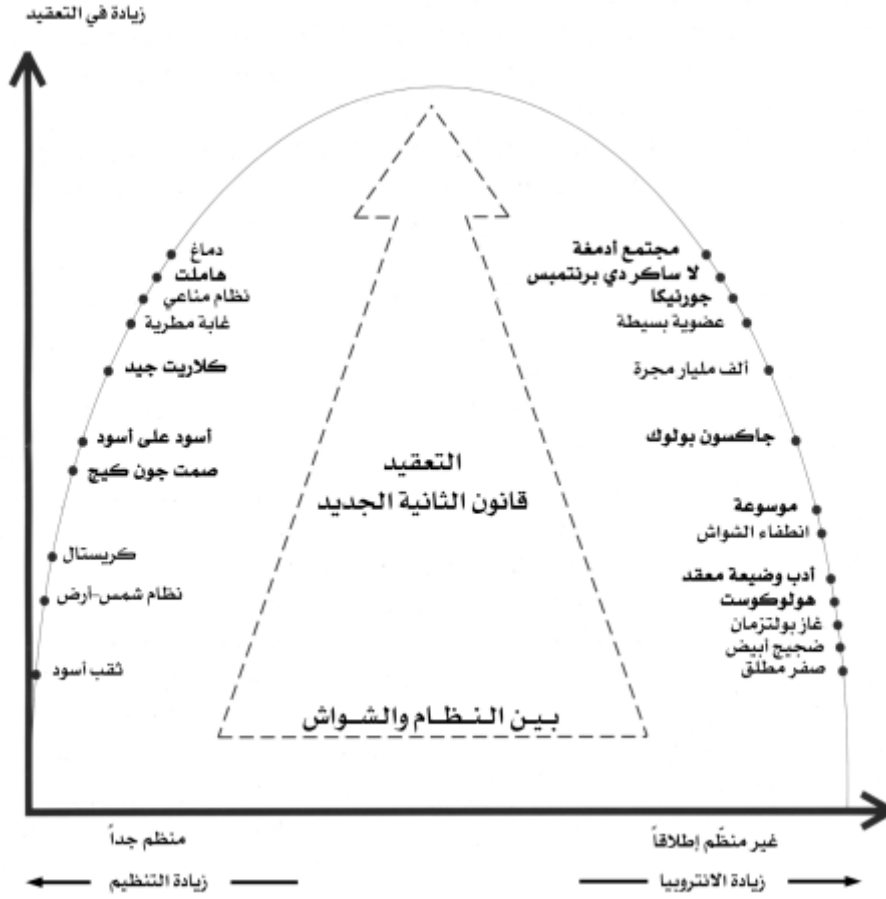 زيادة في التعقيد
دماغ
هاملت
نظام مناعي
غابة مطرية
كلاريت جيد
أسود على أسود
صمت جون كيج
كريستال
نظام شمس-أرض
ثقب أسود
مجتمع أدمغة
لا ساكر دي برنتمبس
جورنيكا
عضوية بسيطة
ألف مليار مجرة
جاكسون بولوك
موسوعة
انطفاء الشواش
أدب وضيعة معقد
هولوكوست
غاز بولتزمان
ضجيج أبيض
صفر مطلق
التعقيد
قانون الثانية الجديد
بين النظام والشواش
غير منظّم إطلاقاً
منظم جداً
زيادة الانتروبيا
زيادة التنظيم